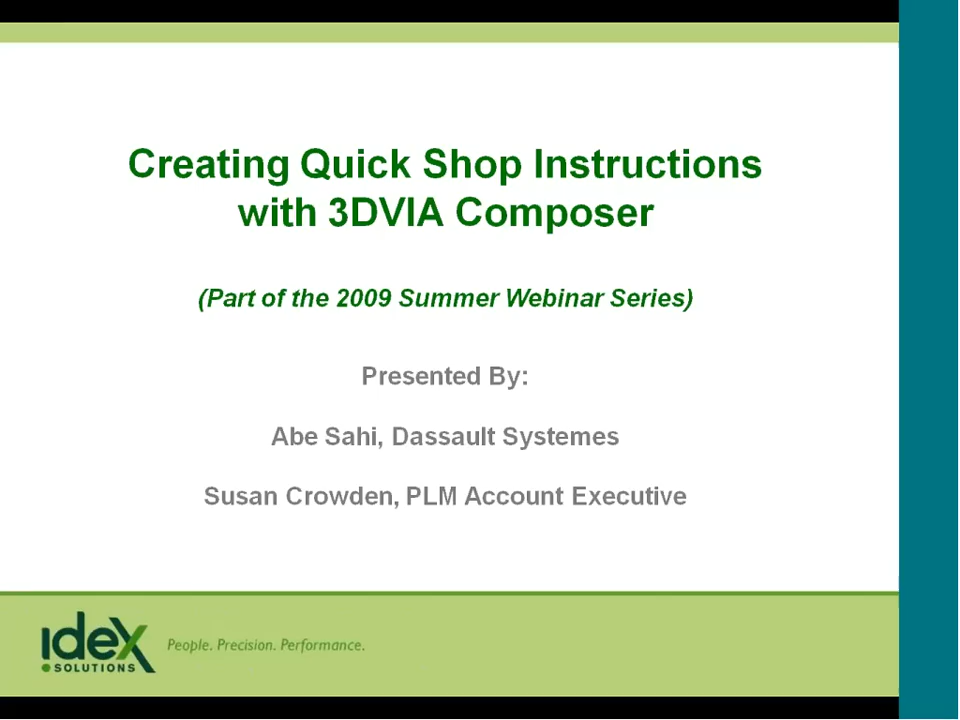 Creating Quick Shop Instructions
with 3DVIA Composer
(Part of the 2009 Summer Webinar Series)
Presented By:
Abe Sahi, Dassault Systemes
Susan Crowden, PLM Account Executive
idex
SOLUTIONS
People. Precision. Performance.